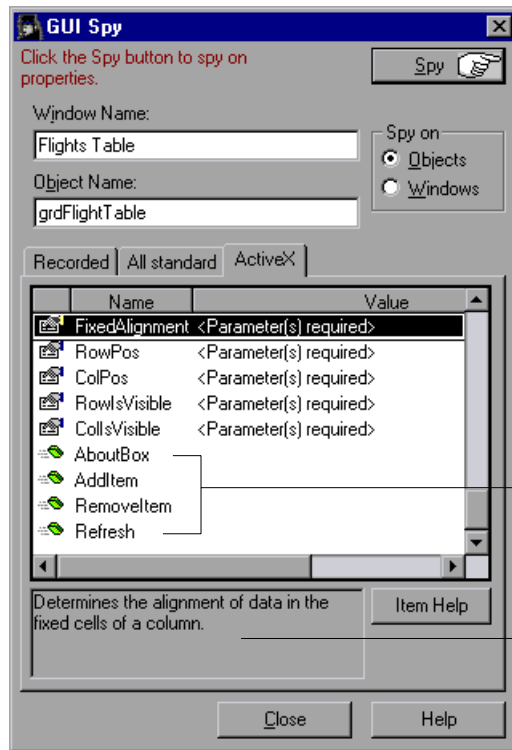 GUI Spy
Click the Spy button to spy on
properties.
Spy
Window Name:
Flights Table
Spy on
Objects
Windows
Object Name:
grdFlightTable
Recorded All standard ActiveX
Name Value
FixedAlignment <Parameter(s) required>
RowPos <Parameter(s) required>
ColPos <Parameter(s) required>
RowIsVisible <Parameter(s) required>
ColIsVisible <Parameter(s) required>
AboutBox
AddItem
RemoveItem
Refresh
Determines the alignment of data in the
fixed cells of a column.
Item Help
Close Help